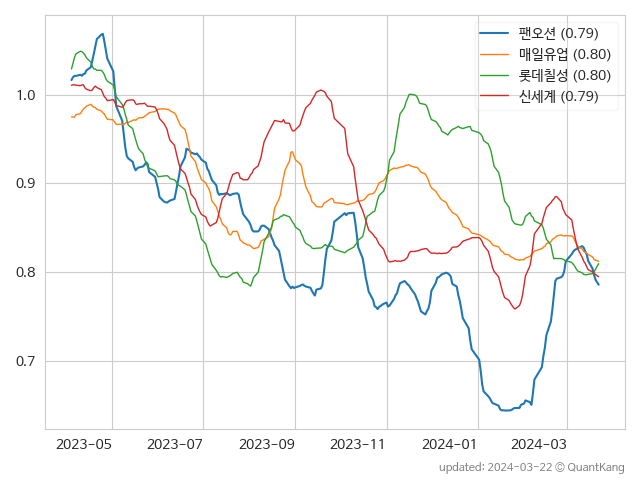 팬오션 (0.79)
매일유업 (0.80)
롯데칠성 (0.80)
신세계 (0.79)
1.0
0.9
0.8
0.7
2023-05 2023-07 2023-09 2023-11 2024-01 2024-03
updated: 2024-03-22 © QuantKang